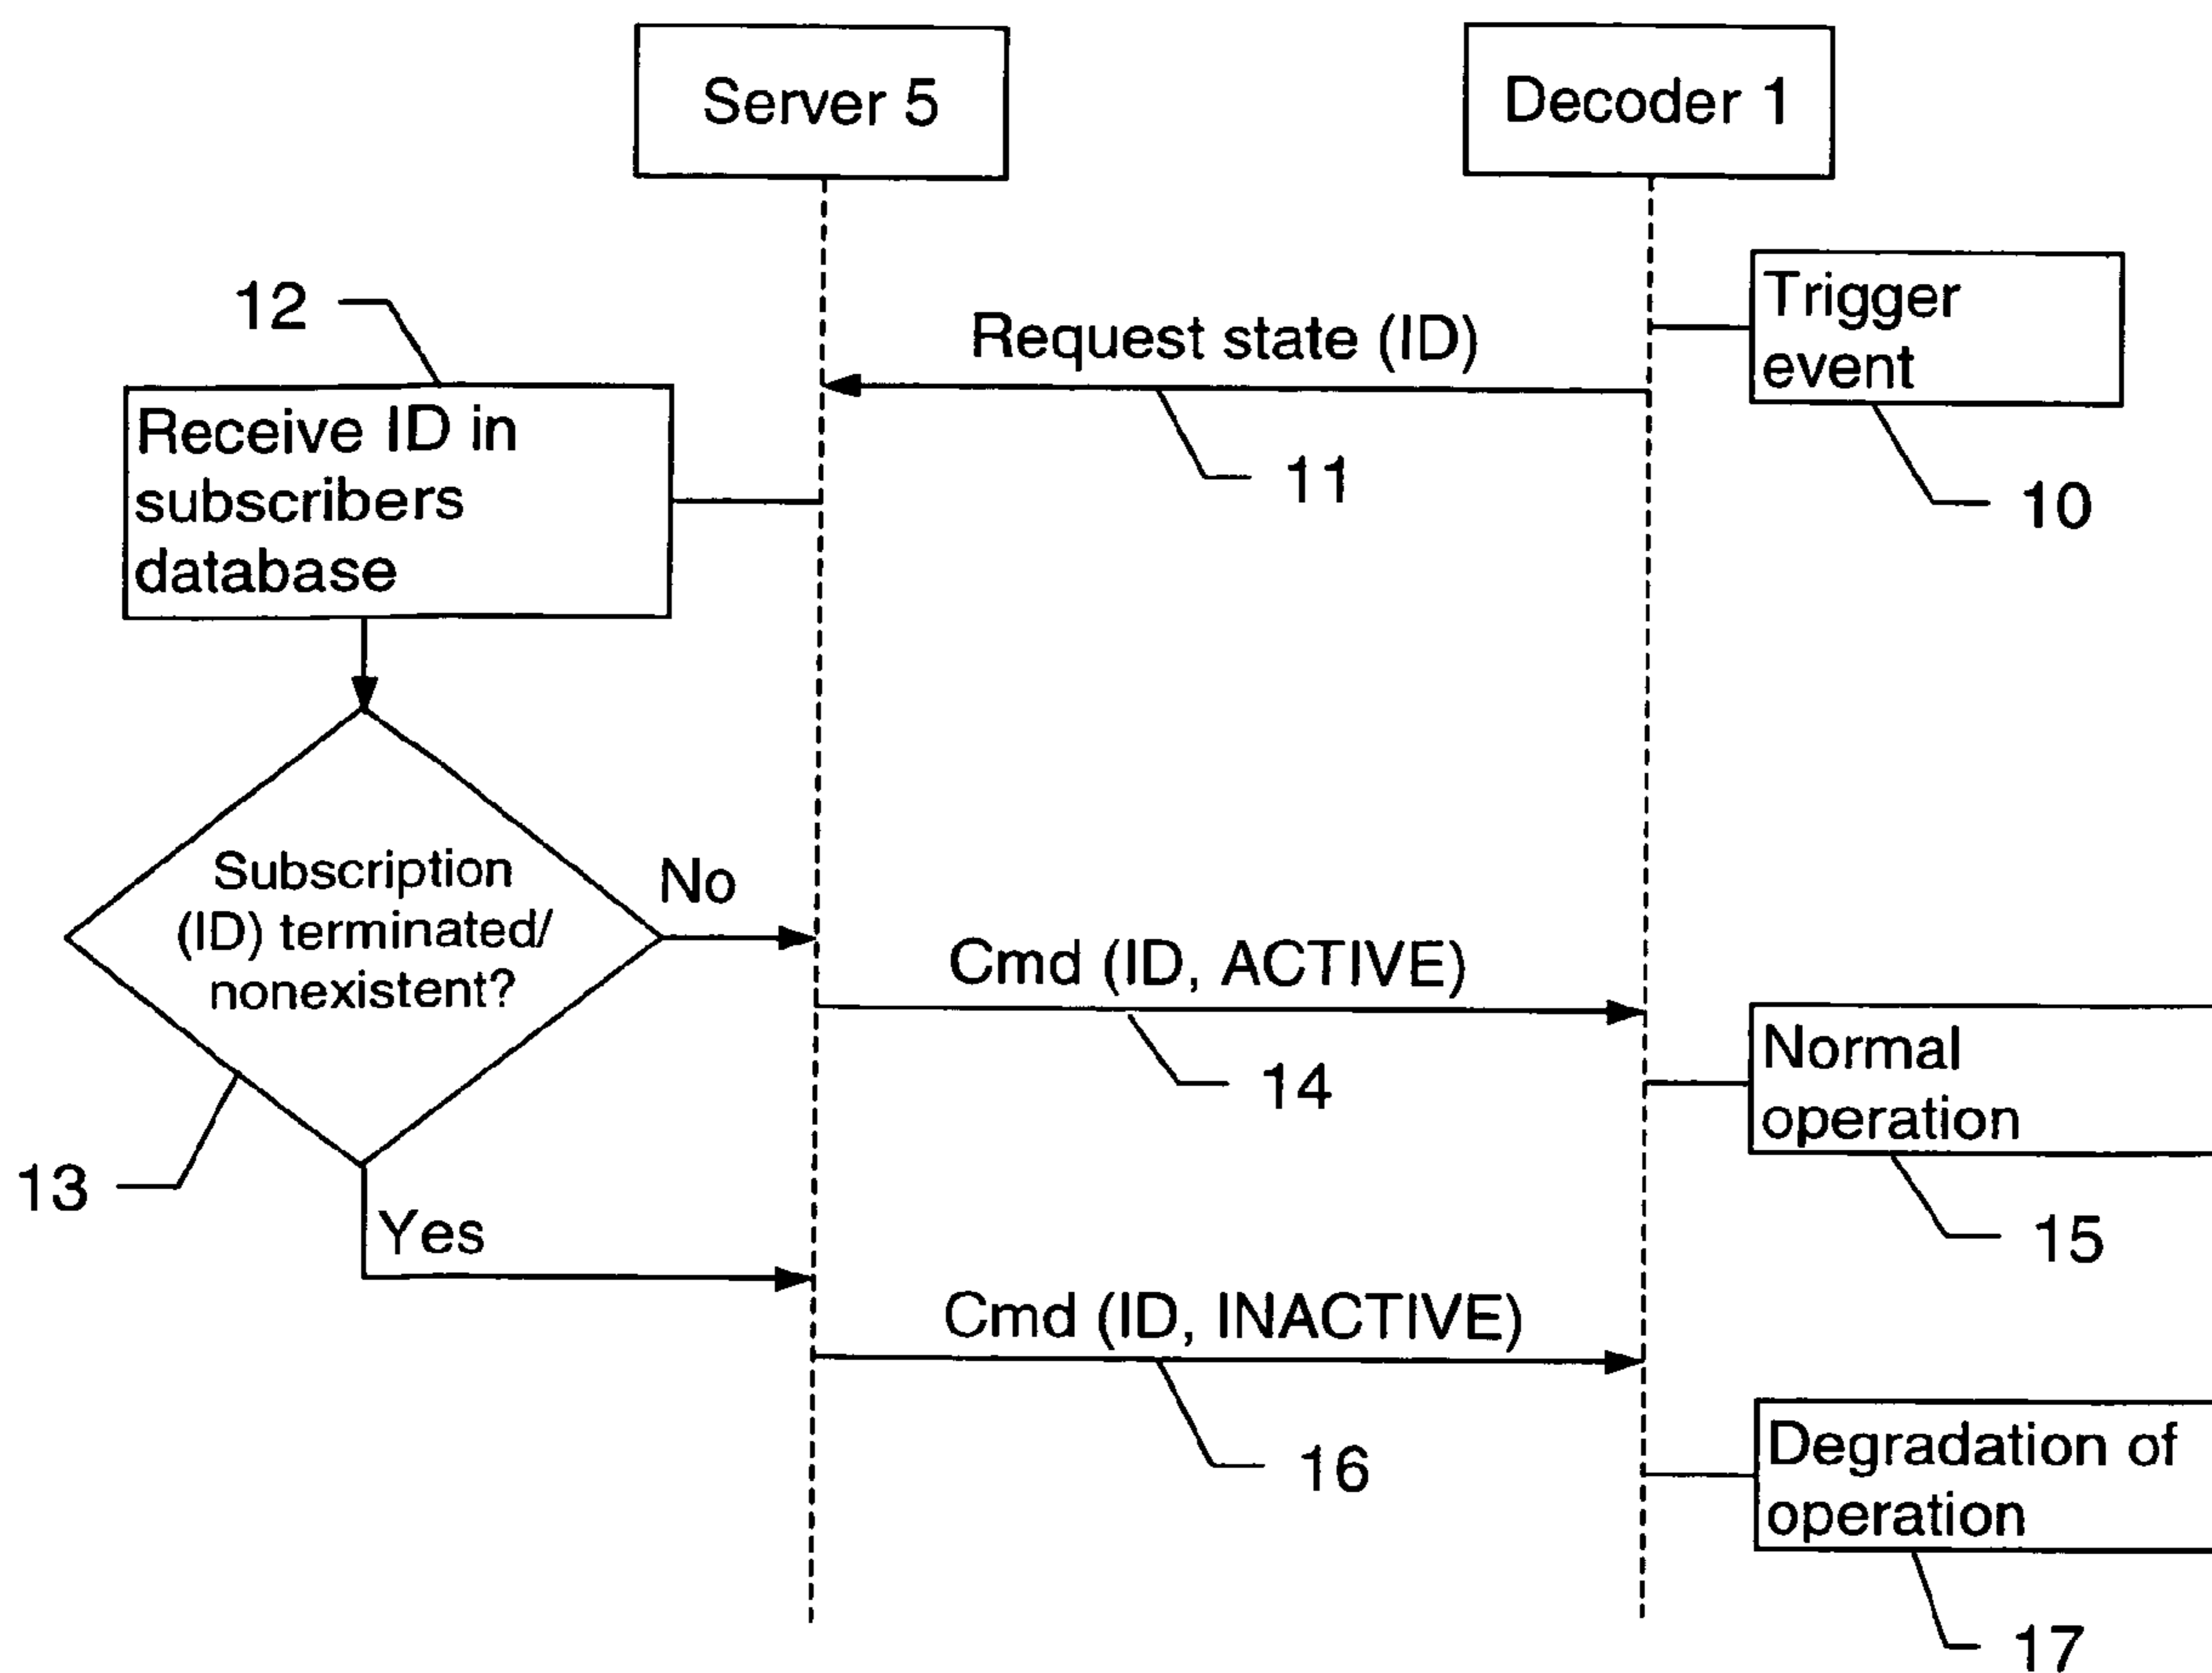 Server 5
Decoder 1
12
Request state (ID)
Trigger
event
Receive ID in
subscribers
database
11
10
Subscription
(ID) terminated/
nonexistent?
No
Cmd (ID, ACTIVE)
14
Normal
operation
13
Yes
15
Cmd (ID, INACTIVE)
16
Degradation of
operation
17